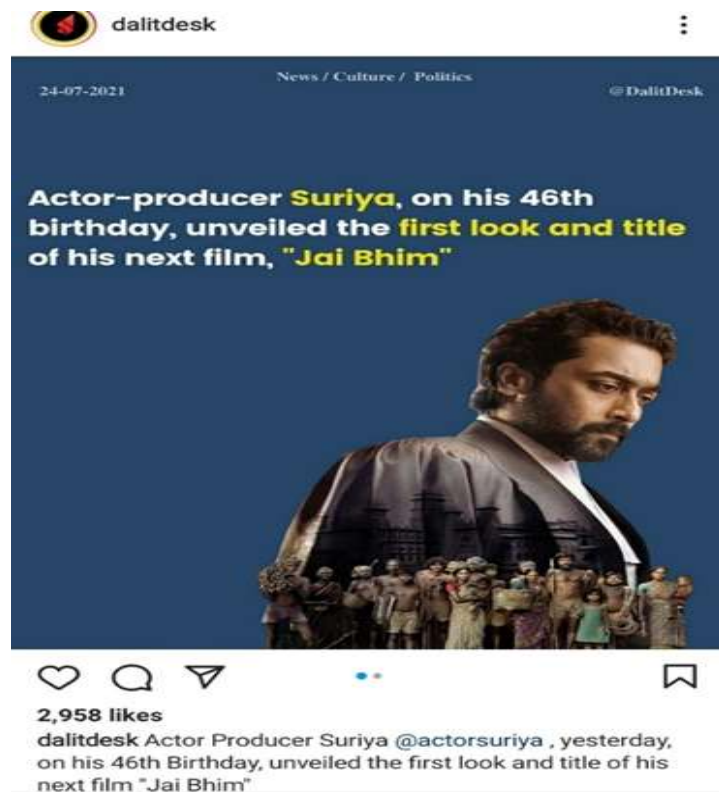 dalitdesk
News / Culture / Politics
24-07-2021
@DalitDesk
Actor-producer Suriya, on his 46th
birthday, unveiled the first look and title
of his next film, "Jai Bhim"
2,958 likes
dalitdesk Actor Producer Suriya @actorsuriya , yesterday,
on his 46th Birthday, unveiled the first look and title of his
next film "Jai Bhim"